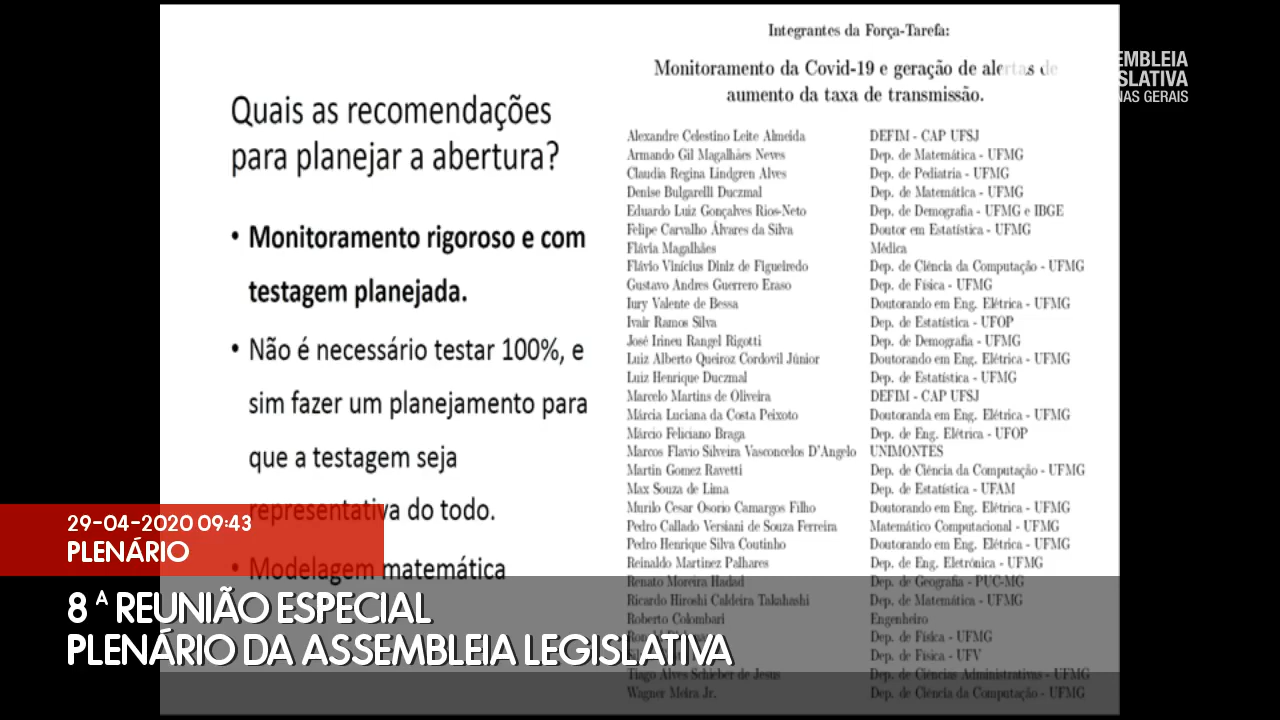 Integrantes da Força-Tarefa:
Monitoramento da Covid-19 e geração de alertas de
aumento da taxa de transmissão.
EMBLEIA
SLATIVA
NAS GERAIS
Quais as recomendações
para planejar a abertura?
• Monitoramento rigoroso e com
testagem planejada.
• Não é necessário testar 100%, e
sim fazer um planejamento para
que a testagem seja
representativa do todo.
• Modelagem matemática
Alexandre Celestino Leite Almeida DEFIM - CAP UFSJ
Armando Gil Magalhães Neves Dep. de Matemática - UFMG
Claudia Regina Lindgren Alves Dep. de Pediatria - UFMG
Denise Bulgarelli Duczmal Dep. de Matemática - UFMG
Eduardo Luiz Gonçalves Rios-Neto Dep. de Demografia - UFMG e IBGE
Felipe Carvalho Álvares da Silva Doutor em Estatística - UFMG
Flávia Magalhães Médica
Flávio Vinícius Diniz de Figueiredo Dep. de Ciência da Computação - UFMG
Gustavo Andres Guerrero Eraso Dep. de Física - UFMG
Iury Valente de Bessa Doutorando em Eng. Elétrica - UFMG
Ivair Ramos Silva Dep. de Estatística - UFOP
José Irineu Rangel Rigotti Dep. de Demografia - UFMG
Luiz Alberto Queiroz Cordovil Júnior Doutorando em Eng. Elétrica - UFMG
Luiz Henrique Duczmal Dep. de Estatística - UFMG
Marcelo Martins de Oliveira DEFIM - CAP UFSJ
Márcia Luciana da Costa Peixoto Doutoranda em Eng. Elétrica - UFMG
Márcio Feliciano Braga Dep. de Eng. Elétrica - UFOP
Marcos Flavio Silveira Vasconcelos D'Angelo UNIMONTES
Martin Gomez Ravetti Dep. de Ciência da Computação - UFMG
Max Souza de Lima Dep. de Estatística - UFAM
Murilo Cesar Osorio Camargos Filho Doutorando em Eng. Elétrica - UFMG
Pedro Callado Versiani de Souza Ferreira Matemático Computacional - UFMG
Pedro Henrique Silva Coutinho Doutorando em Eng. Elétrica - UFMG
Reinaldo Martinez Palhares Dep. de Eng. Eletrônica - UFMG
Renato Moreira Hadad Dep. de Geografia - PUC-MG
Ricardo Hiroshi Caldeira Takahashi Dep. de Matemática - UFMG
Roberto Colombari Engenheiro
Dep. de Física - UFMG
Dep. de Física - UFV
Tiago Alves Schieber de Jesus Dep. de Ciências Administrativas - UFMG
Wagner Meira Jr. Dep. de Ciência da Computação - UFMG
29-04-2020 09:43
PLENÁRIO
8ª REUNIÃO ESPECIAL
PLENÁRIO DA ASSEMBLEIA LEGISLATIVA